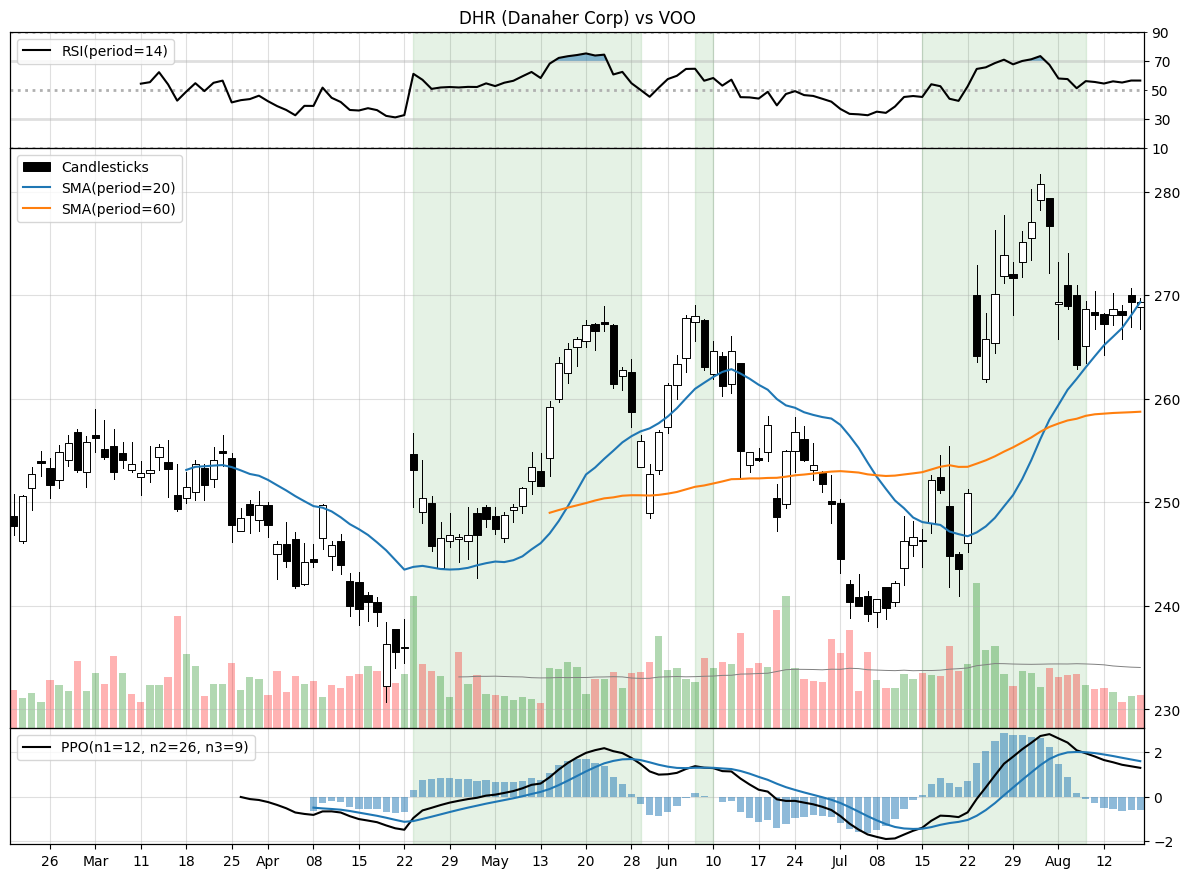 DHR (Danaher Corp) vs VOO
RSI(period=14)
90
70
50
30
10
Candlesticks
SMA(period=20)
SMA(period=60)
280
270
260
250
240
230
PPO(n1=12, n2=26, n3=9)
2
0
−2
26 Mar 11 18 25 Apr 08 15 22 29 May 13 20 28 Jun 10 17 24 Jul 08 15 22 29 Aug 12